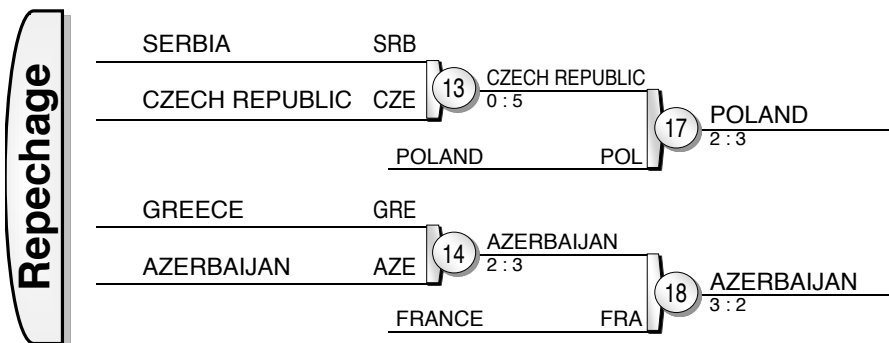 Repechage
SERBIA SRB
CZECH REPUBLIC CZE
13
CZECH REPUBLIC
0 : 5
POLAND POL
17
POLAND
2 : 3
GREECE GRE
AZERBAIJAN AZE
14
AZERBAIJAN
2 : 3
FRANCE FRA
18
AZERBAIJAN
3 : 2